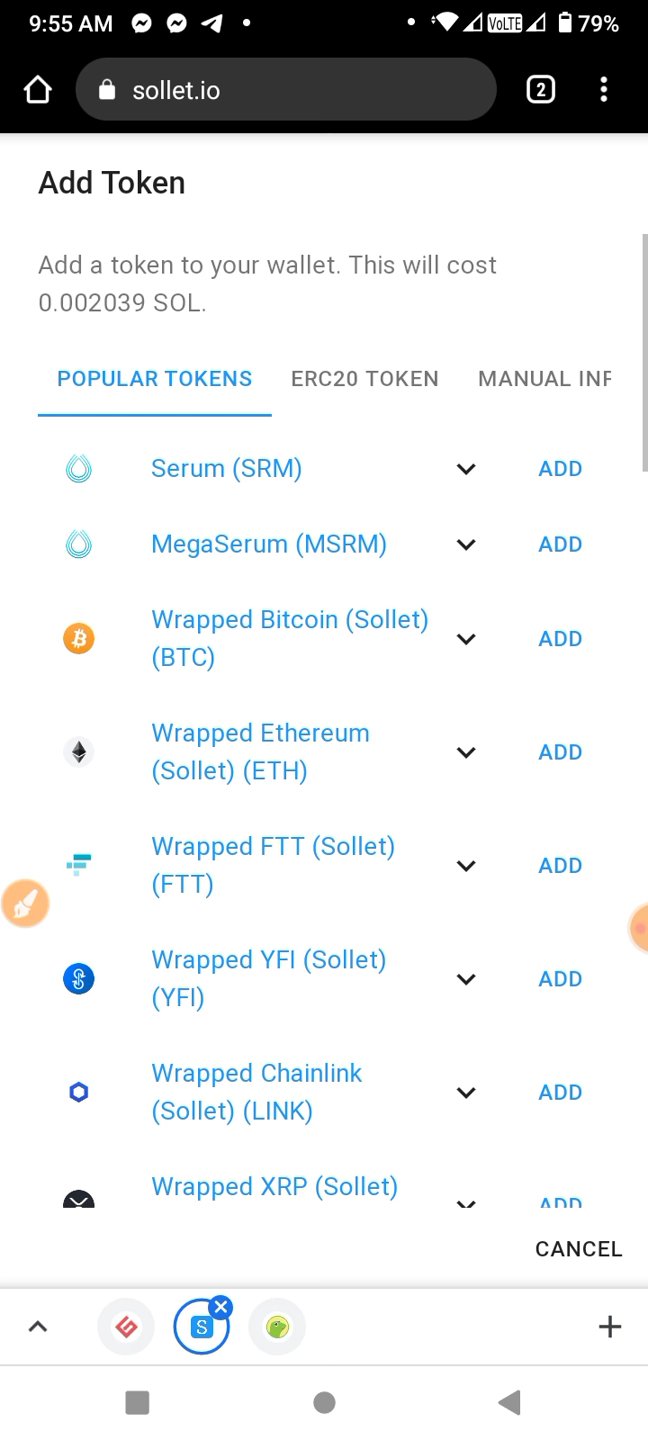 9:55 AM VoLTE 79%
sollet.io 2
Add Token
Add a token to your wallet. This will cost
0.002039 SOL.
POPULAR TOKENS ERC20 TOKEN MANUAL INP
Serum (SRM) ADD
MegaSerum (MSRM) ADD
Wrapped Bitcoin (Sollet)
(BTC) ADD
Wrapped Ethereum
(Sollet) (ETH) ADD
Wrapped FTT (Sollet)
(FTT) ADD
Wrapped YFI (Sollet)
(YFI) ADD
Wrapped Chainlink
(Sollet) (LINK) ADD
Wrapped XRP (Sollet)
ADD
CANCEL
S